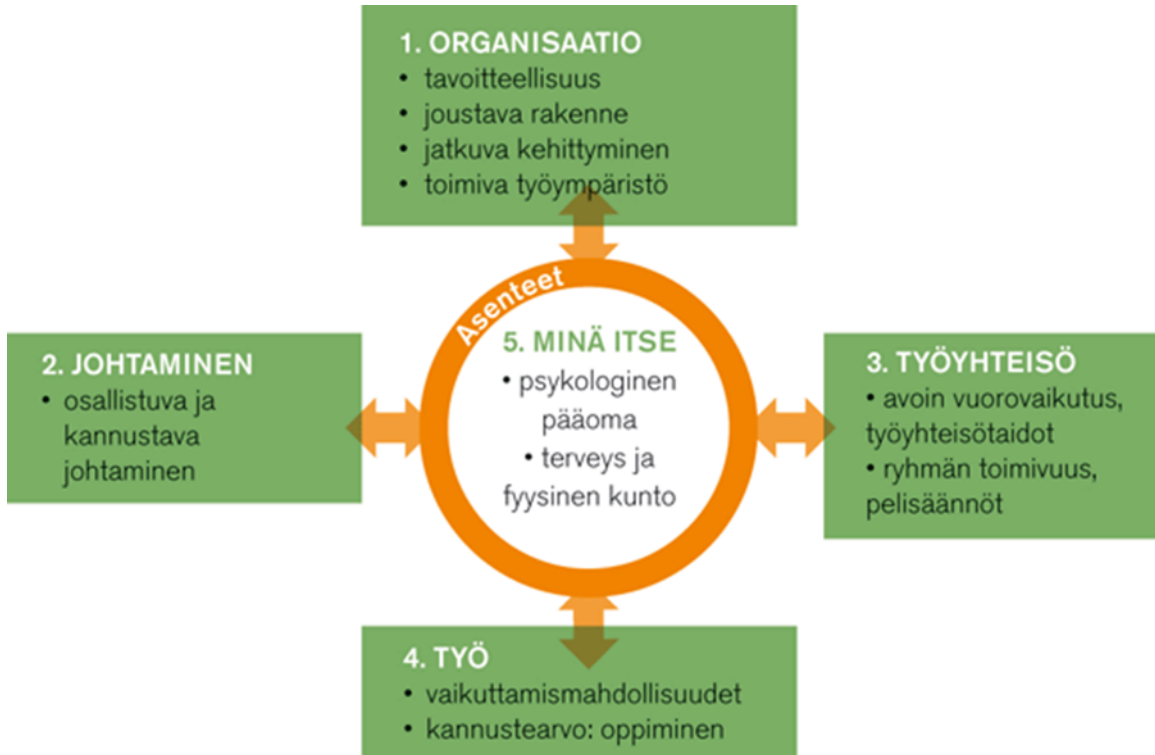 1. ORGANISAATIO
• tavoitteellisuus
• joustava rakenne
• jatkuva kehittyminen
• toimiva työympäristö
Asenteet
5. MINÄ ITSE
• psykologinen
pääoma
• terveys ja
fyysinen kunto
2. JOHTAMINEN
• osallistuva ja
kannustava
johtaminen
3. TYÖYHTEISÖ
• avoin vuorovaikutus,
työyhteisötaidot
• ryhmän toimivuus,
pelisäännöt
4. TYÖ
• vaikuttamismahdollisuudet
• kannustearvo: oppiminen